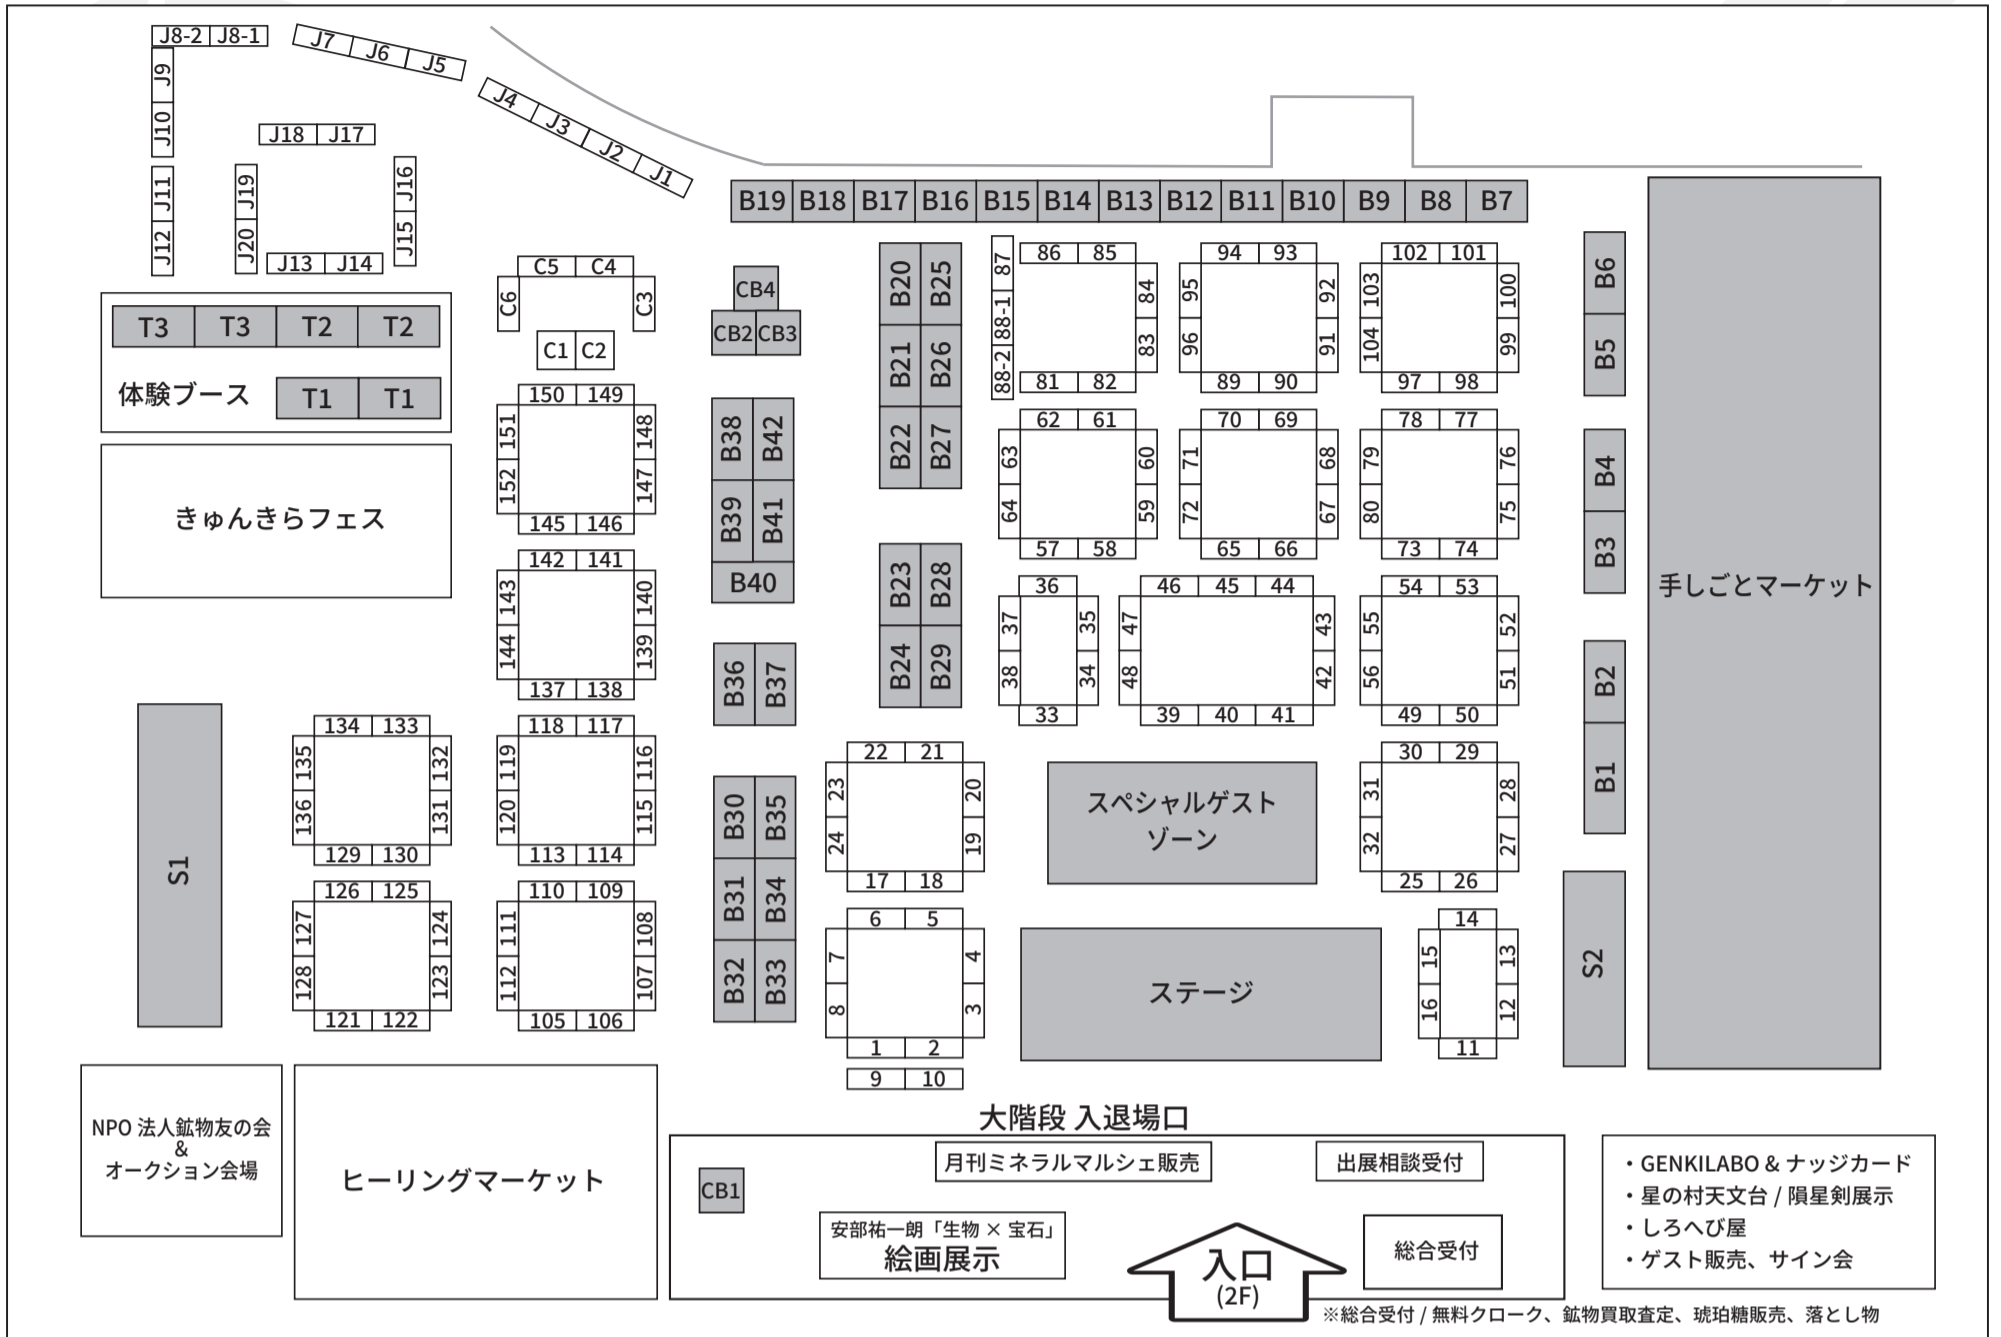 J8-2 J8-1
J7 J6 J5
J9
J10
J4 J3 J2 J1
J18 J17
J11
J12
J19
J20
J16
J15
J13 J14
B19 B18 B17 B16 B15 B14 B13 B12 B11 B10 B9 B8 B7
T3 T3 T2 T2
体験ブース T1 T1
きゅんきらフェス
C5 C4
C6 C3
C1 C2
CB4
CB2 CB3
B20 B25
B21 B26
B22 B27
87
88-1
88-2
86 85
84
83
81 82
94 93
95 92
96 91
89 90
102 101
103 100
104 99
97 98
B6
B5
150 149
151 148
152 147
145 146
B38 B42
B39 B41
B40
62 61
63 60
64 59
57 58
70 69
71 68
72 67
65 66
78 77
79 76
80 75
73 74
B4
B3
手しごとマーケット
142 141
143 140
144 139
137 138
B36 B37
B23 B28
B24 B29
36
37 35
38 34
33
46 45 44
47 43
48 42
39 40 41
54 53
55 52
56 51
49 50
B2
B1
S1
134 133
135 132
136 131
129 130
118 117
119 116
120 115
113 114
B30 B35
B31 B34
B32 B33
22 21
23 20
24 19
17 18
スペシャルゲスト
ゾーン
30 29
31 28
32 27
25 26
126 125
127 124
128 123
121 122
110 109
111 108
112 107
105 106
6 5
7 4
8 3
1 2
9 10
ステージ
14
15 13
16 12
11
S2
NPO 法人鉱物友の会
&
オークション会場
ヒーリングマーケット
大階段 入退場口
月刊ミネラルマルシェ販売
出展相談受付
CB1
安部祐一朗「生物 × 宝石」
絵画展示
入口
(2F)
総合受付
・GENKILABO & ナッジカード
・星の村天文台 / 隕星剣展示
・しろへび屋
・ゲスト販売、サイン会
※総合受付 / 無料クローク、鉱物買取査定、琥珀糖販売、落とし物